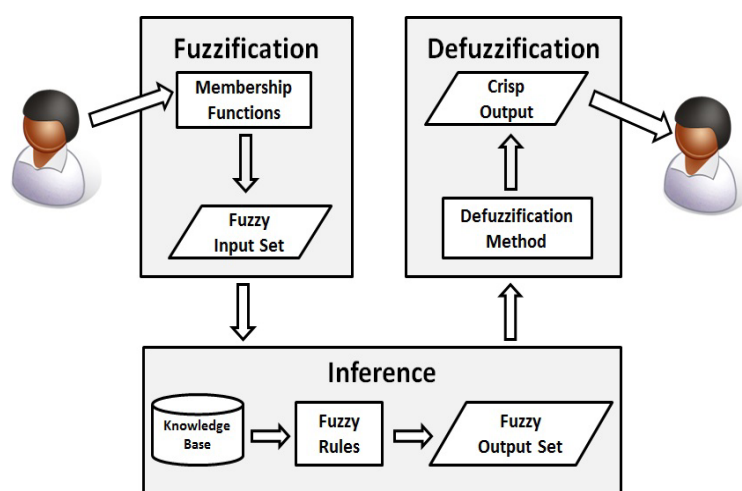 Fuzzification
Membership
Functions
Fuzzy
Input Set
Defuzzification
Crisp
Output
Defuzzification
Method
Inference
Knowledge
Base
Fuzzy
Rules
Fuzzy
Output Set